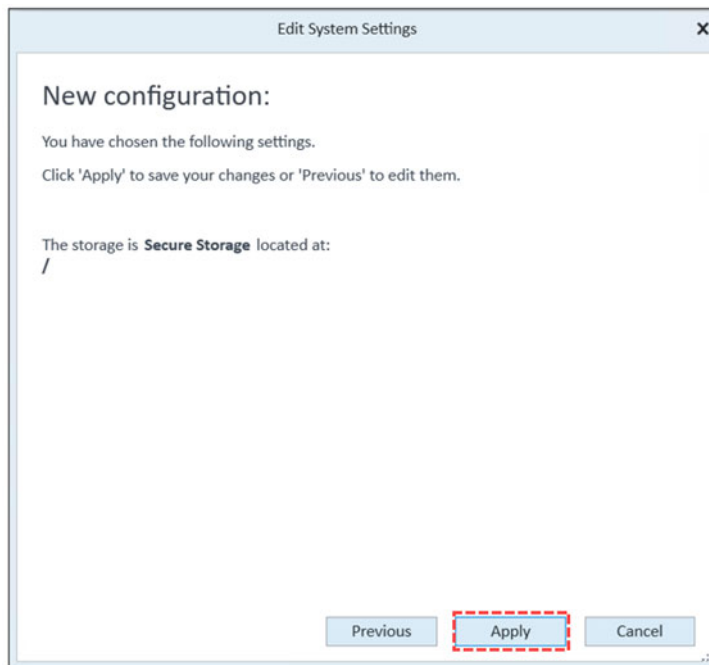 Edit System Settings
New configuration:
You have chosen the following settings.
Click 'Apply' to save your changes or 'Previous' to edit them.
The storage is Secure Storage located at:
/
Previous Apply Cancel